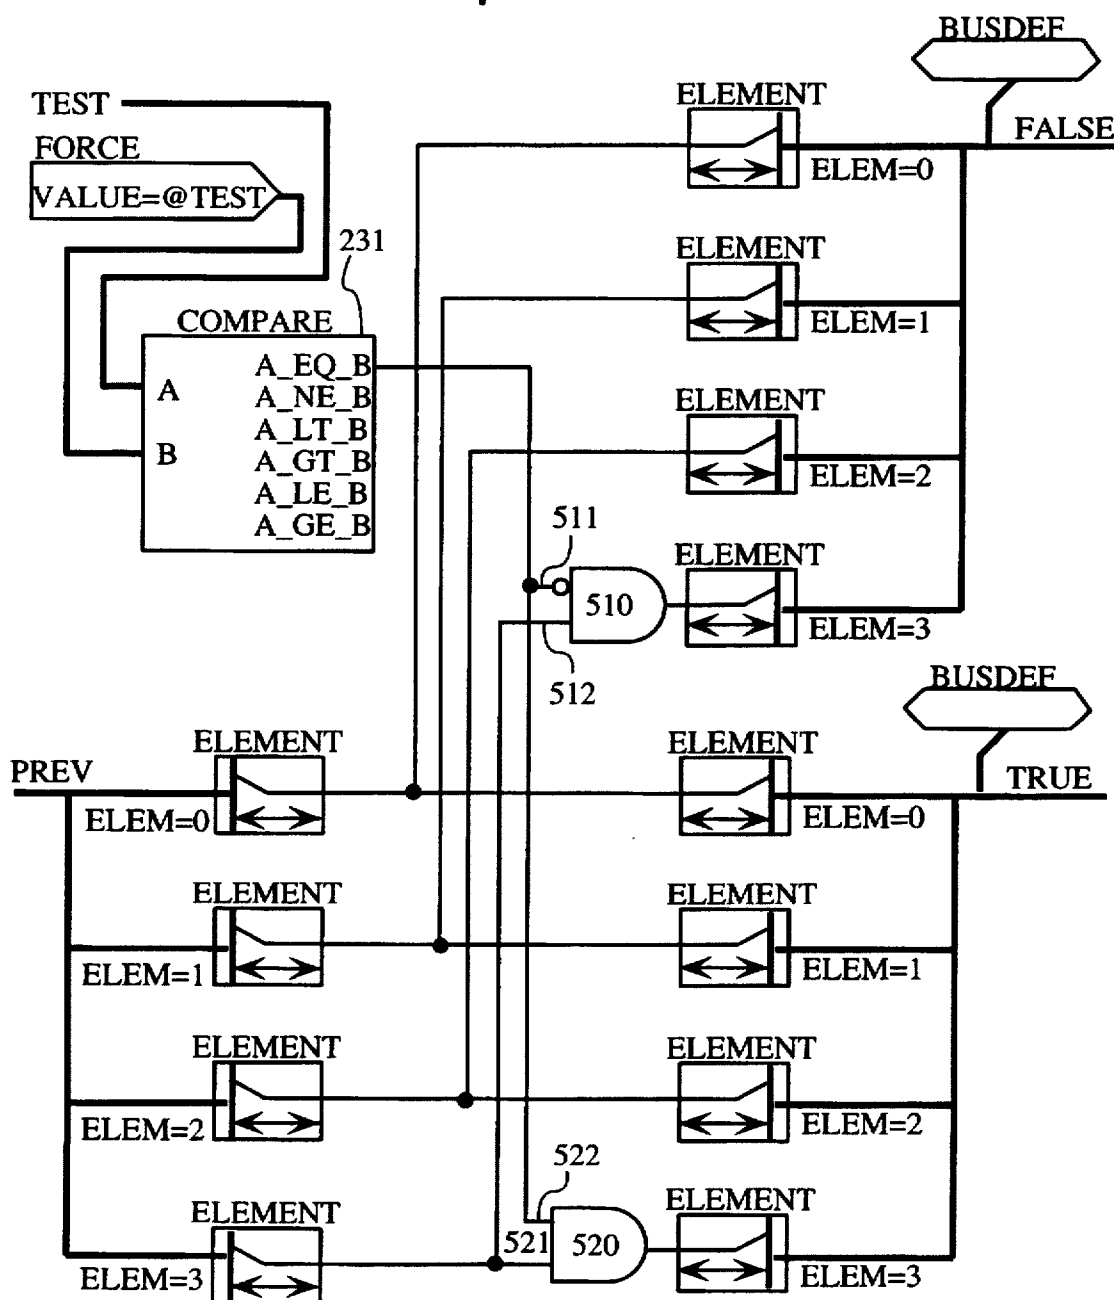 BUSDEF
TEST
ELEMENT
FALSE
FORCE
VALUE=@TEST
ELEM=0
231
ELEMENT
COMPARE
ELEM=1
A_EQ_B
A
A_NE_B
ELEMENT
A_LT_B
B
A_GT_B
ELEM=2
A_LE_B
A_GE_B
511
ELEMENT
510
ELEM=3
512
BUSDEF
ELEMENT
ELEMENT
PREV
TRUE
ELEM=0
ELEM=0
ELEMENT
ELEMENT
ELEM=1
ELEM=1
ELEMENT
ELEMENT
ELEM=2
ELEM=2
522
ELEMENT
ELEMENT
521
520
ELEM=3
ELEM=3